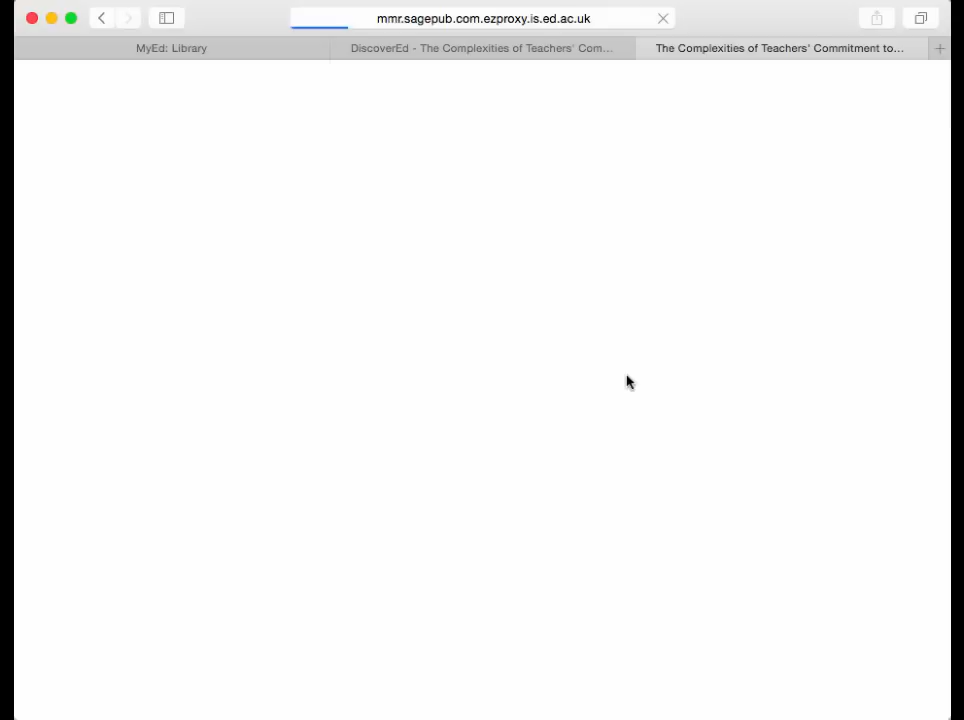 mmr.sagepub.com.ezproxy.is.ed.ac.uk
MyEd: Library
DiscoverEd - The Complexities of Teachers' Com...
The Complexities of Teachers' Commitment to...